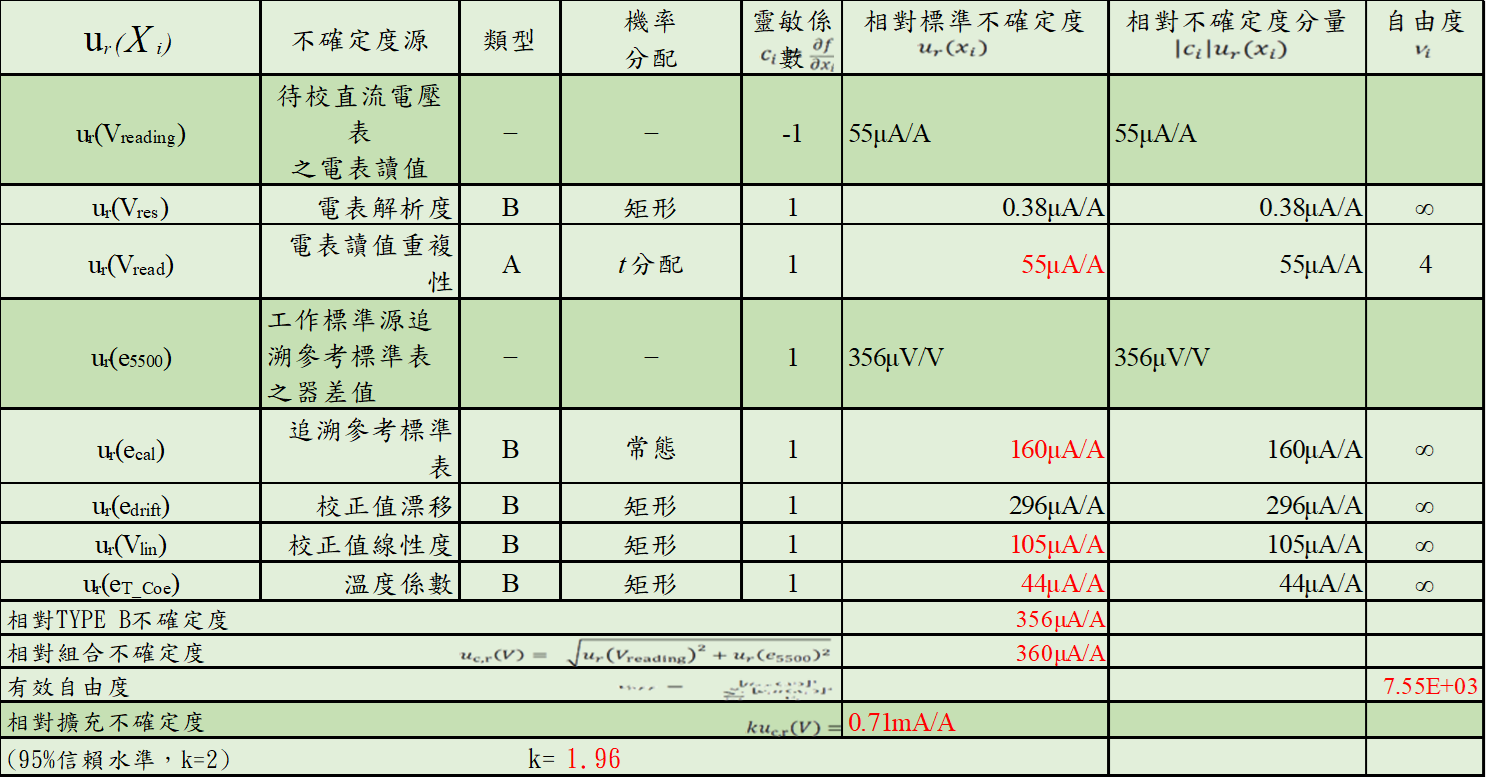 uᵣ(Xᵢ) 不確定度源 類型 機率分配 靈敏係數 cᵢ ∂f/∂xᵢ 相對標準不確定度 uᵣ(xᵢ) 相對不確定度分量 |cᵢ|uᵣ(xᵢ) 自由度 νᵢ
uᵣ(Vreading) 待校直流電壓表之電表讀值 − − -1 55μA/A 55μA/A
uᵣ(Vres) 電表解析度 B 矩形 1 0.38μA/A 0.38μA/A ∞
uᵣ(Vread) 電表讀值重複性 A t分配 1 55μA/A 55μA/A 4
uᵣ(e5500) 工作標準源追溯參考標準表之器差值 − − 1 356μV/V 356μV/V
uᵣ(ecal) 追溯參考標準表 B 常態 1 160μA/A 160μA/A ∞
uᵣ(edrift) 校正值漂移 B 矩形 1 296μA/A 296μA/A ∞
uᵣ(Vlin) 校正值線性度 B 矩形 1 105μA/A 105μA/A ∞
uᵣ(eT_Coe) 溫度係數 B 矩形 1 44μA/A 44μA/A ∞
相對TYPE B不確定度 356μA/A
相對組合不確定度 uc,r(V) = √uᵣ(Vreading)² + uᵣ(e5500)² 360μA/A
有效自由度 7.55E+03
相對擴充不確定度 kuc,r(V) = 0.71mA/A
(95%信賴水準，k=2) k= 1.96